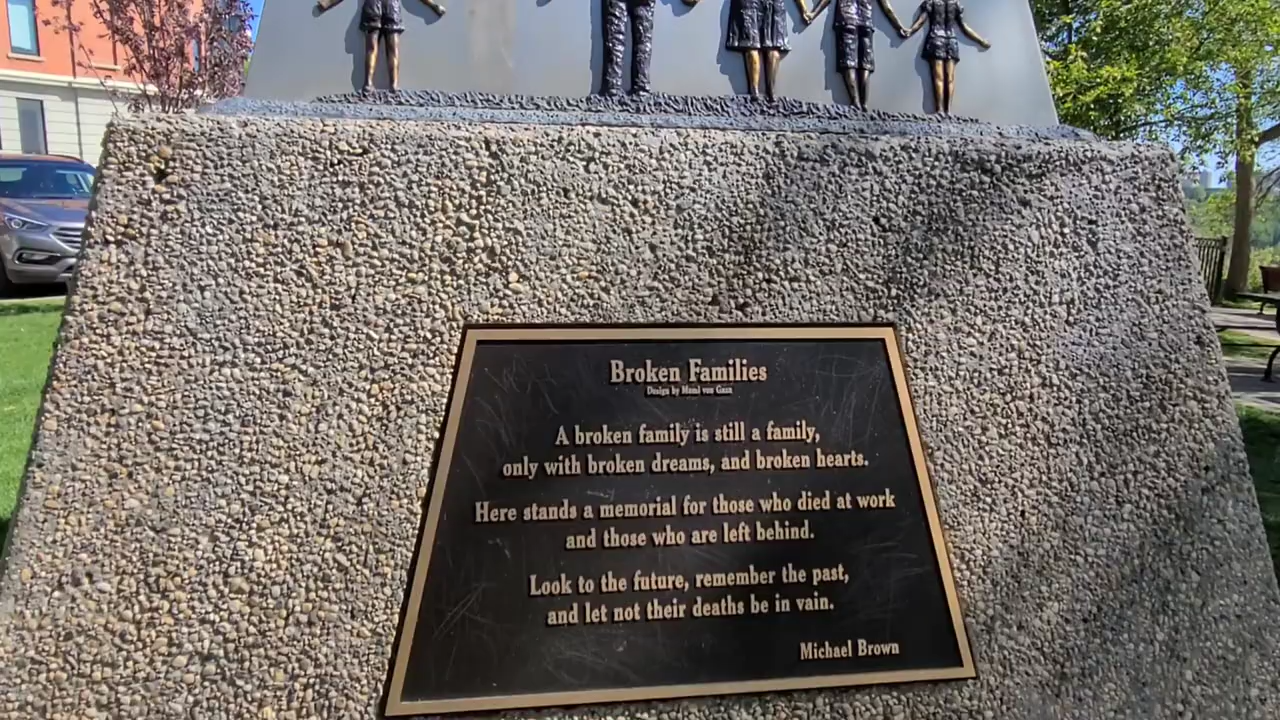 Broken Families
Design by
A broken family is still a family,
only with broken dreams, and broken hearts.
Here stands a memorial for those who died at work
and those who are left behind.
Look to the future, remember the past,
and let not their deaths be in vain.
Michael Brown